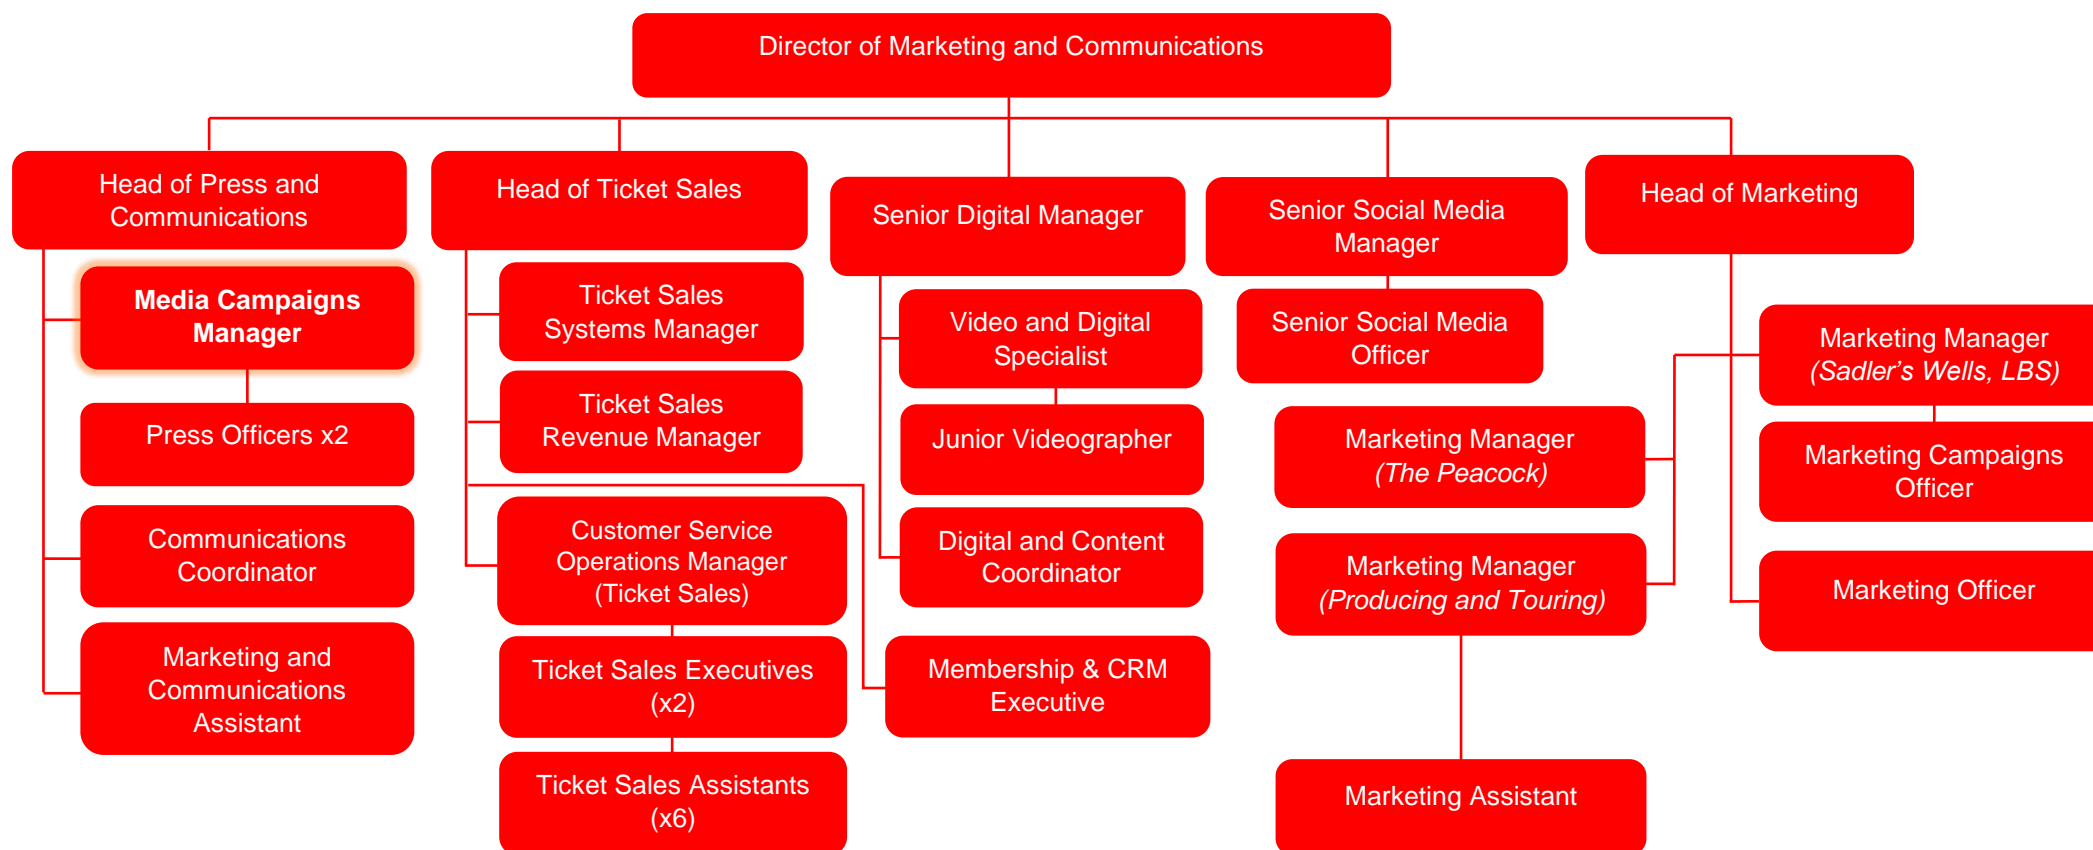 Director of Marketing and Communications
Head of Press and
Communications
Media Campaigns
Manager
Press Officers x2
Communications
Coordinator
Marketing and
Communications
Assistant
Head of Ticket Sales
Ticket Sales
Systems Manager
Ticket Sales
Revenue Manager
Customer Service
Operations Manager
(Ticket Sales)
Ticket Sales Executives
(x2)
Ticket Sales Assistants
(x6)
Membership & CRM
Executive
Senior Digital Manager
Video and Digital
Specialist
Junior Videographer
Digital and Content
Coordinator
Senior Social Media
Manager
Senior Social Media
Officer
Head of Marketing
Marketing Manager
(Sadler’s Wells, LBS)
Marketing Campaigns
Officer
Marketing Manager
(The Peacock)
Marketing Manager
(Producing and Touring)
Marketing Assistant
Marketing Officer